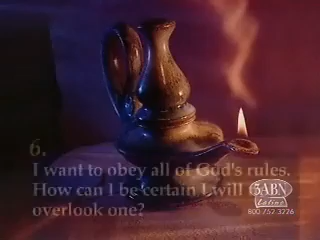 6.
I want to obey all of God's rules.
How can I be certain I will
overlook one?
3ABN
Latino
800.752.3226